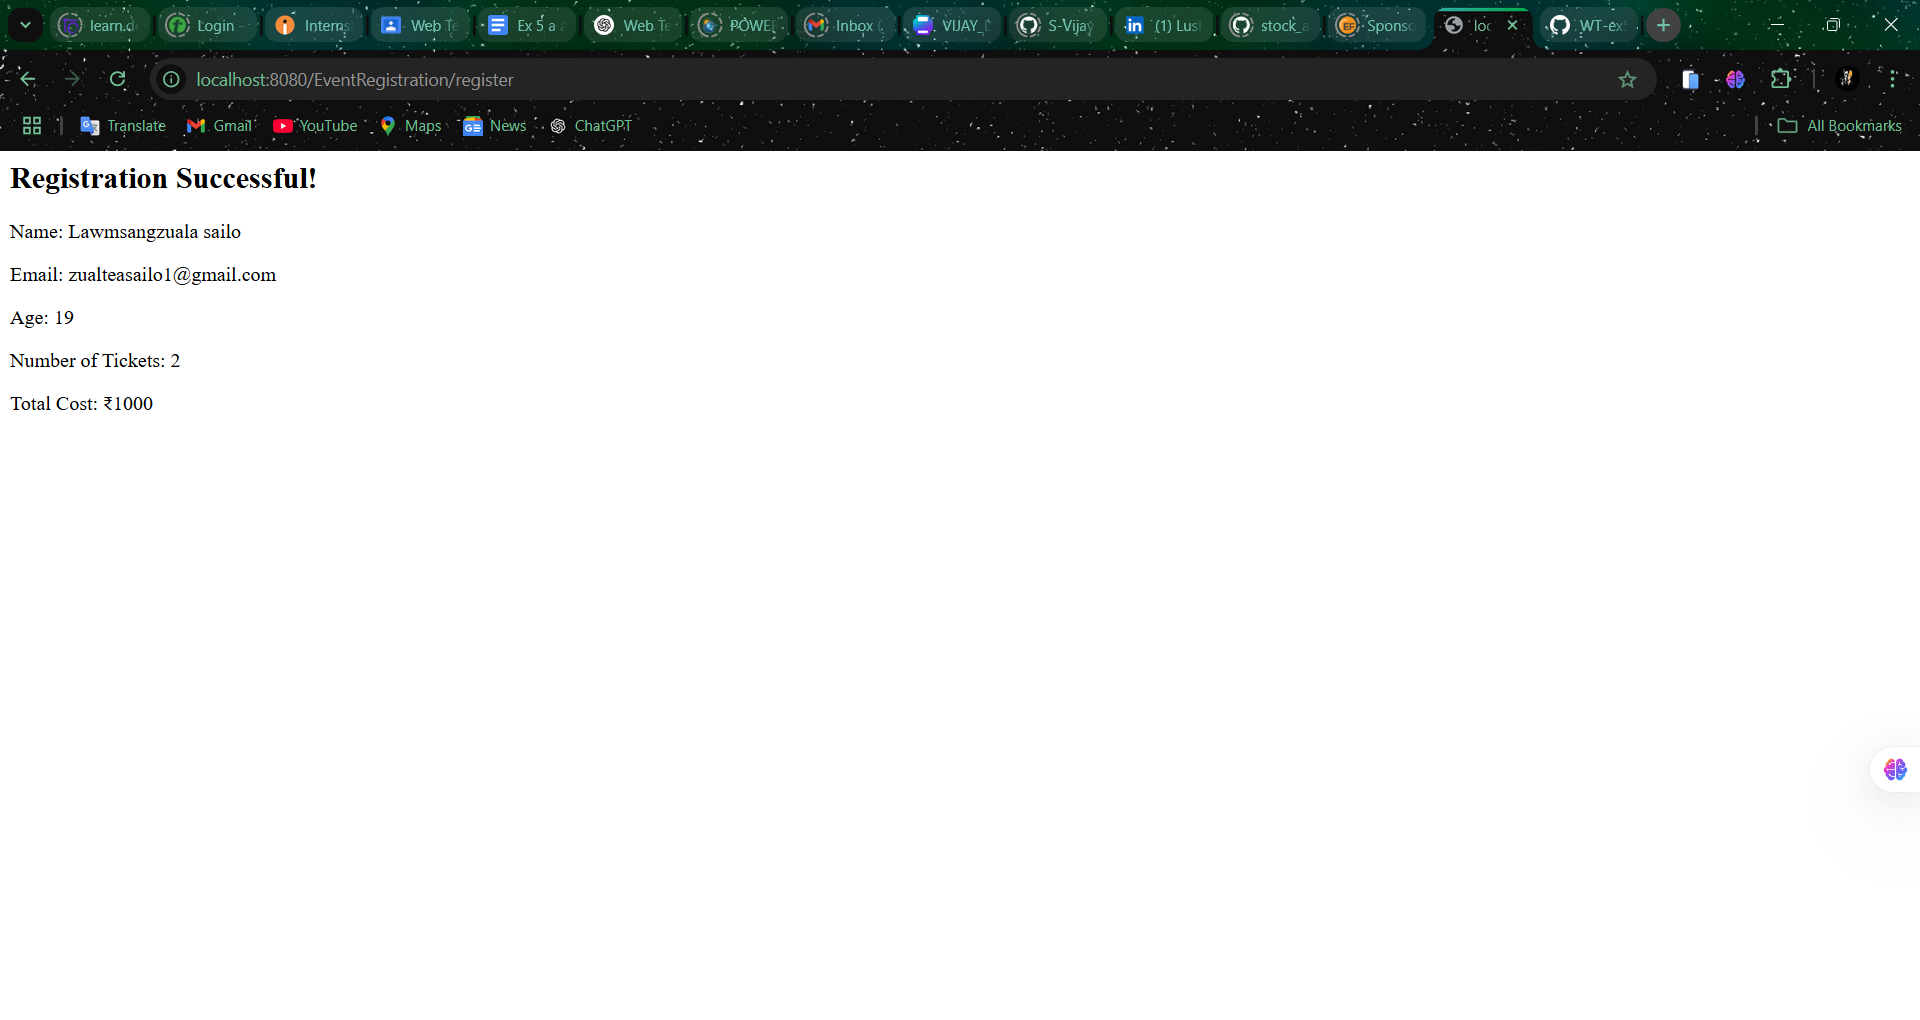 learn.d
Login -
Interns
Web Te
Ex 5 a a
Web Te
POWE
Inbox (
VIJAY_
S-Vijay
(1) Lus
stock_a
Sponso
loc
WT-ex
localhost:8080/EventRegistration/register
Translate
Gmail
YouTube
Maps
News
ChatGPT
All Bookmarks
Registration Successful!
Name: Lawmsangzuala sailo
Email: zualteasailo1@gmail.com
Age: 19
Number of Tickets: 2
Total Cost: ₹1000